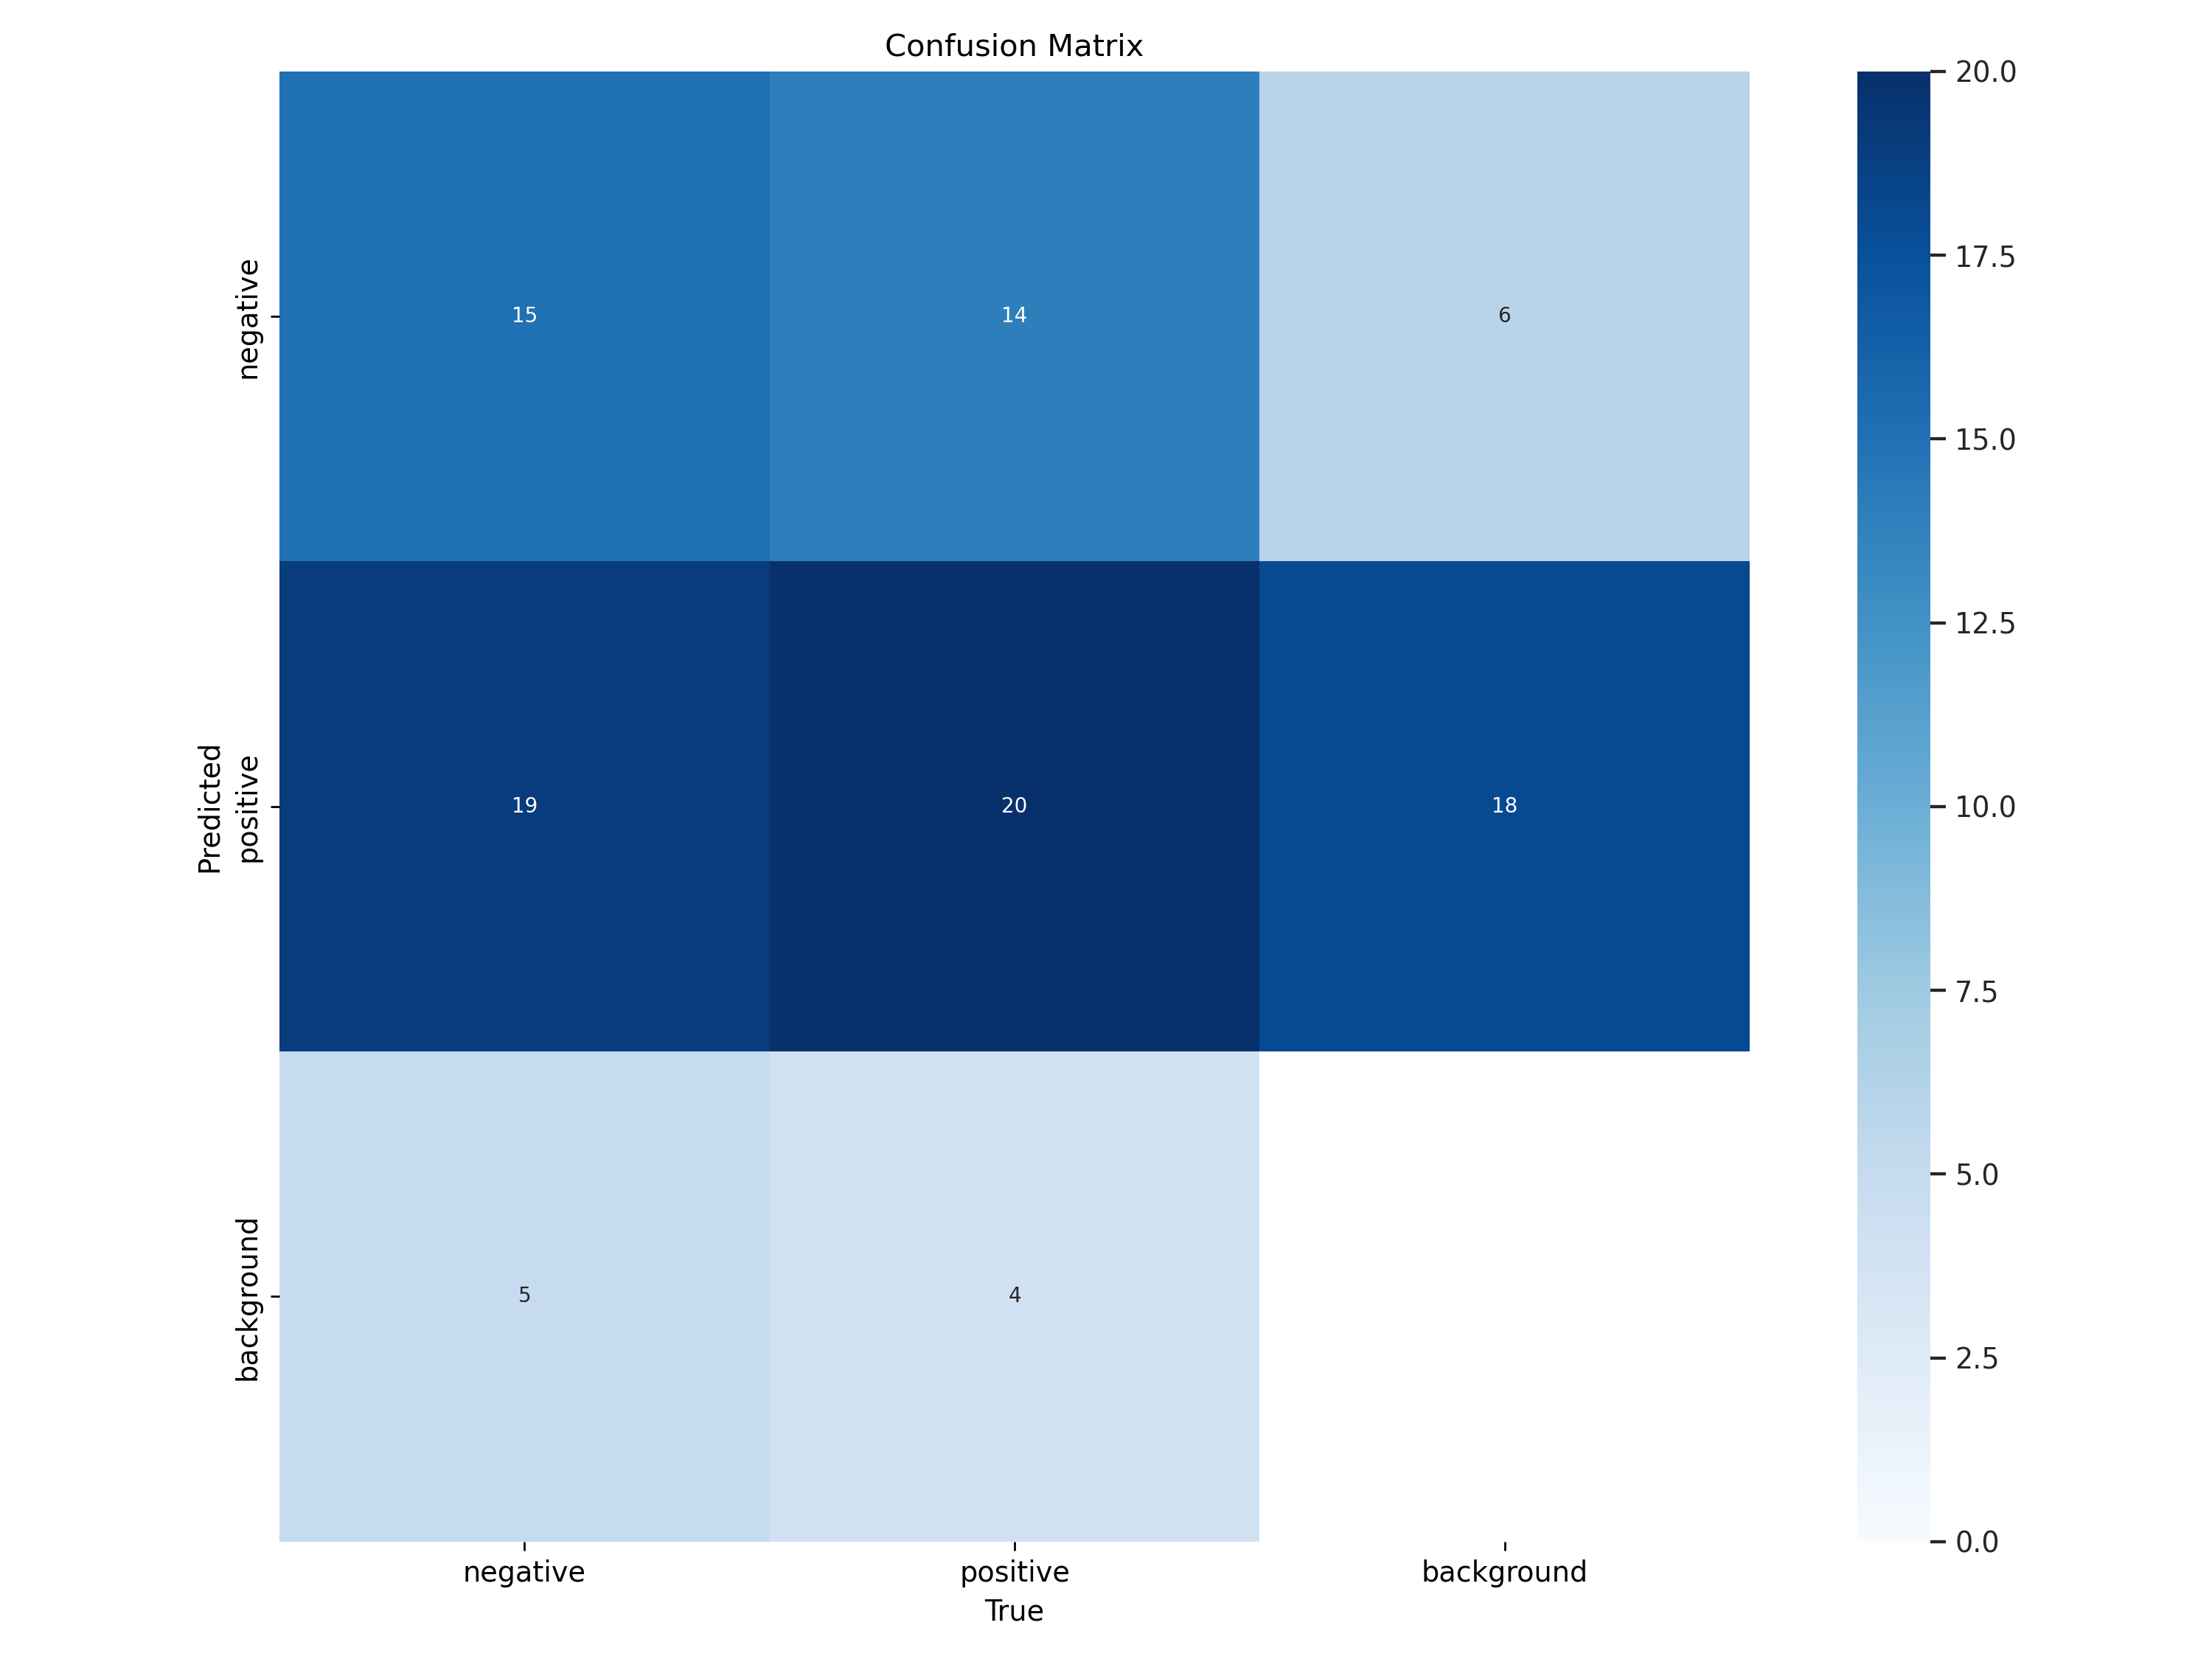 Confusion Matrix
negative
15
14
6
Predicted
positive
19
20
18
background
5
4
negative
positive
background
True
20.0
17.5
15.0
12.5
10.0
7.5
5.0
2.5
0.0